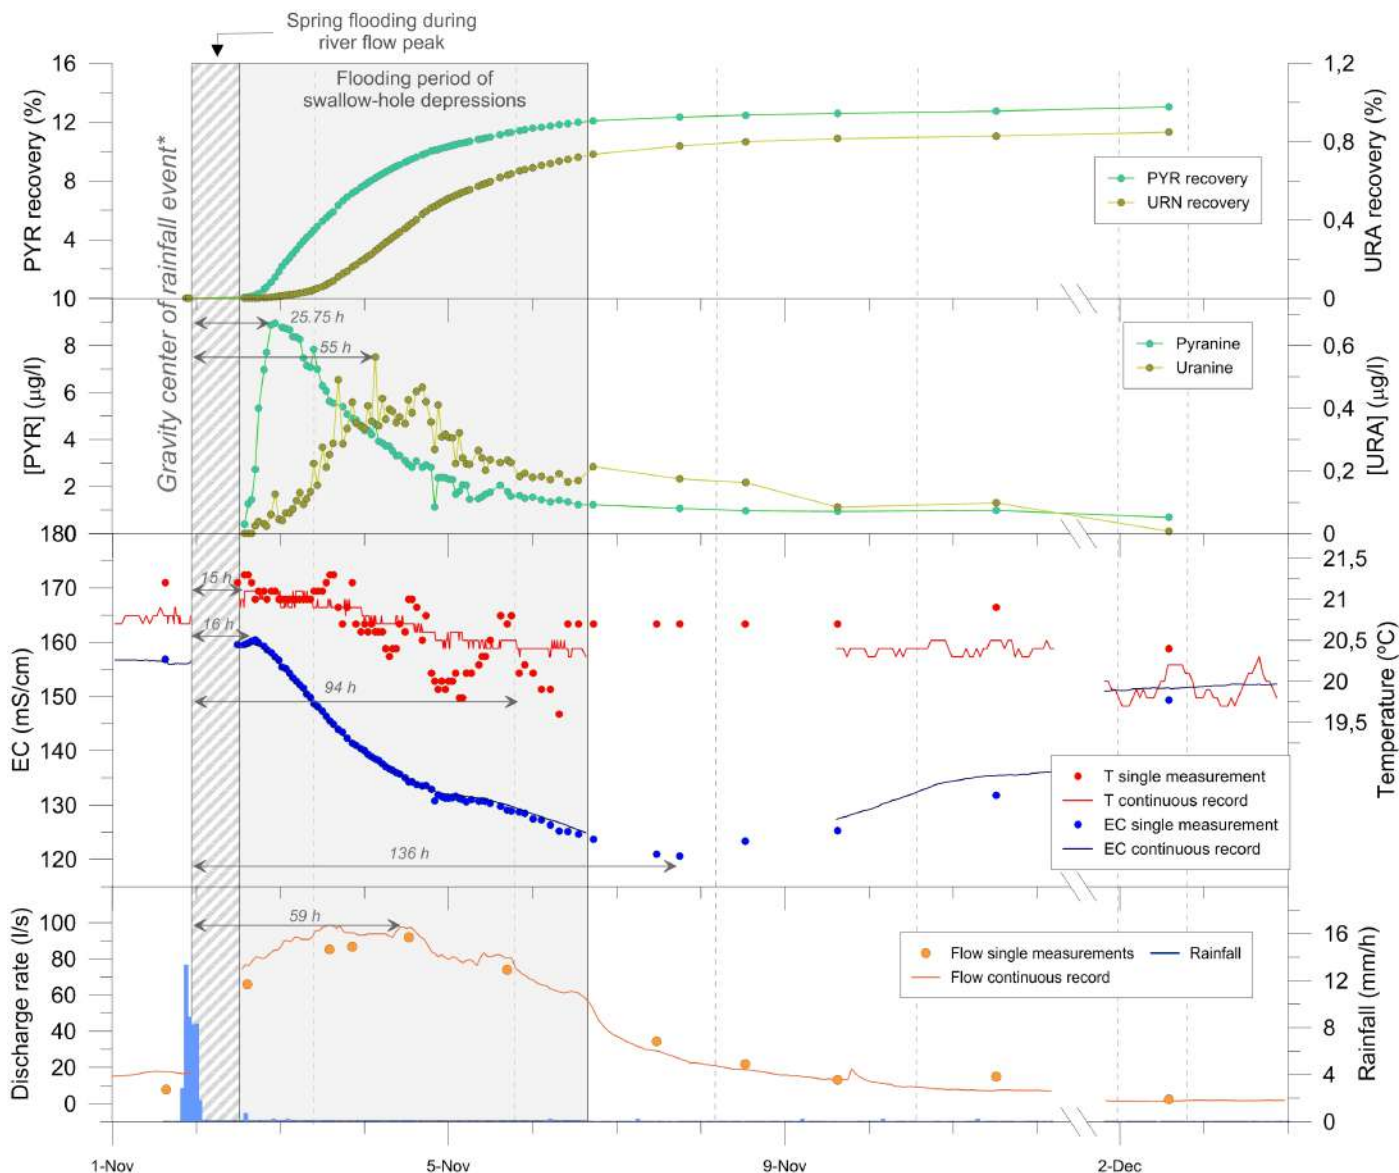 Spring flooding during
river flow peak
Flooding period of
swallow-hole depressions
Gravity center of rainfall event*
PYR recovery (%)
16
12
8
4
10
URA recovery (%)
1,2
0,8
0,4
0
PYR recovery
URN recovery
[PYR] (µg/l)
8
6
4
2
180
[URA] (µg/l)
0,6
0,4
0,2
0
25.75 h
55 h
Pyranine
Uranine
EC (mS/cm)
170
160
150
140
130
120
Temperature (ºC)
21,5
21
20,5
20
19,5
15 h
16 h
94 h
136 h
T single measurement
T continuous record
EC single measurement
EC continuous record
Discharge rate (l/s)
100
80
60
40
20
0
Rainfall (mm/h)
16
12
8
4
0
59 h
Flow single measurements
Rainfall
Flow continuous record
1-Nov
5-Nov
9-Nov
2-Dec